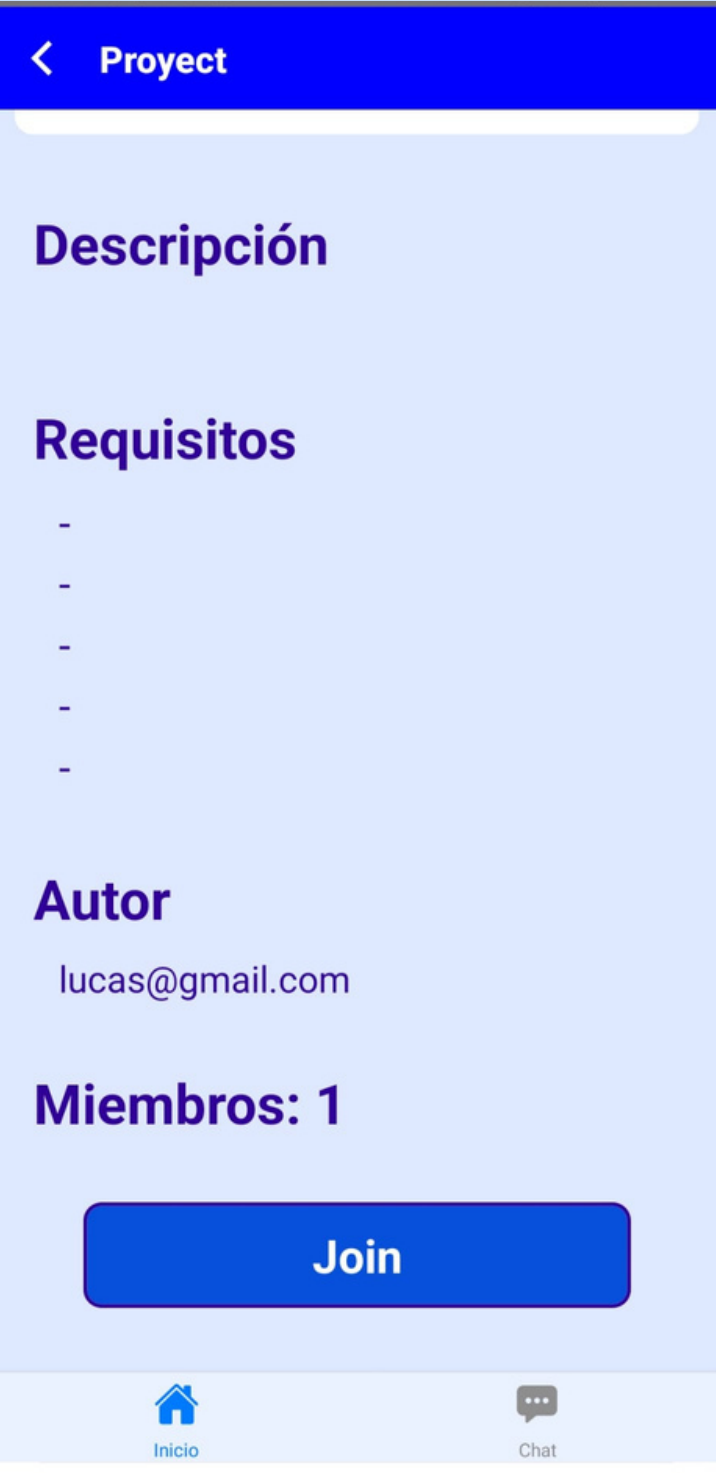 Proyect
Descripción
Requisitos
-
-
-
-
-
Autor
lucas@gmail.com
Miembros: 1
Join
Inicio
Chat